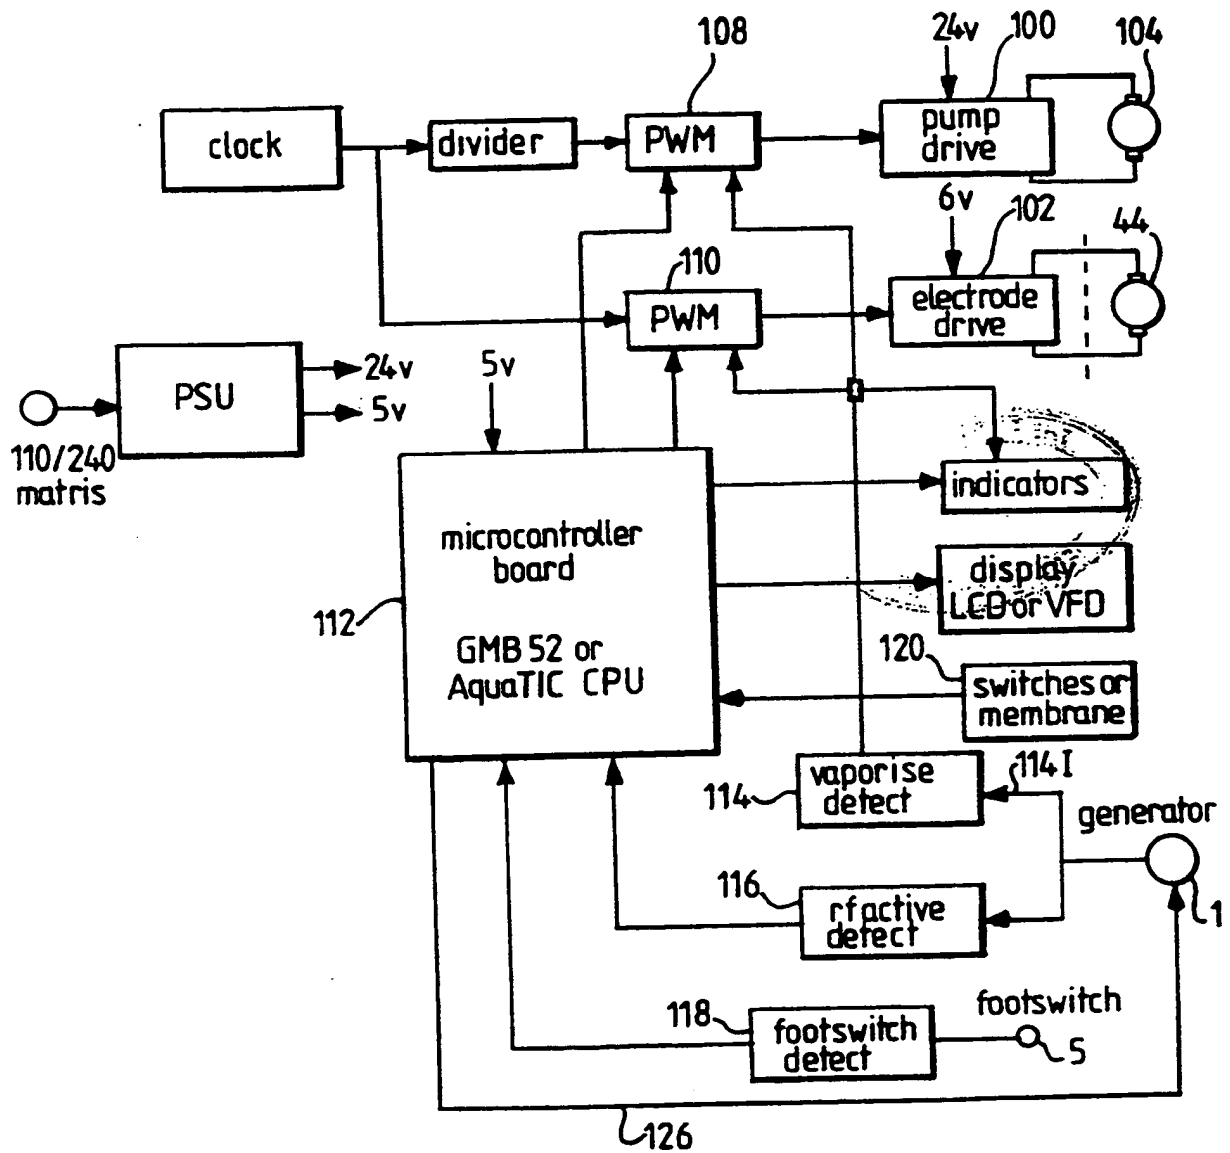 108
24v
100
104
clock
divider
PWM
pump
drive
6v
102
44
110
PWM
electrode
drive
PSU
24v
5v
5v
110/240
matris
indicators
microcontroller
board
display
LCD or VFD
112
GMB 52 or
AquaTIC CPU
120
switches or
membrane
114
vaporise
detect
114 I
generator
116
rf active
detect
1
118
footswitch
detect
footswitch
5
126